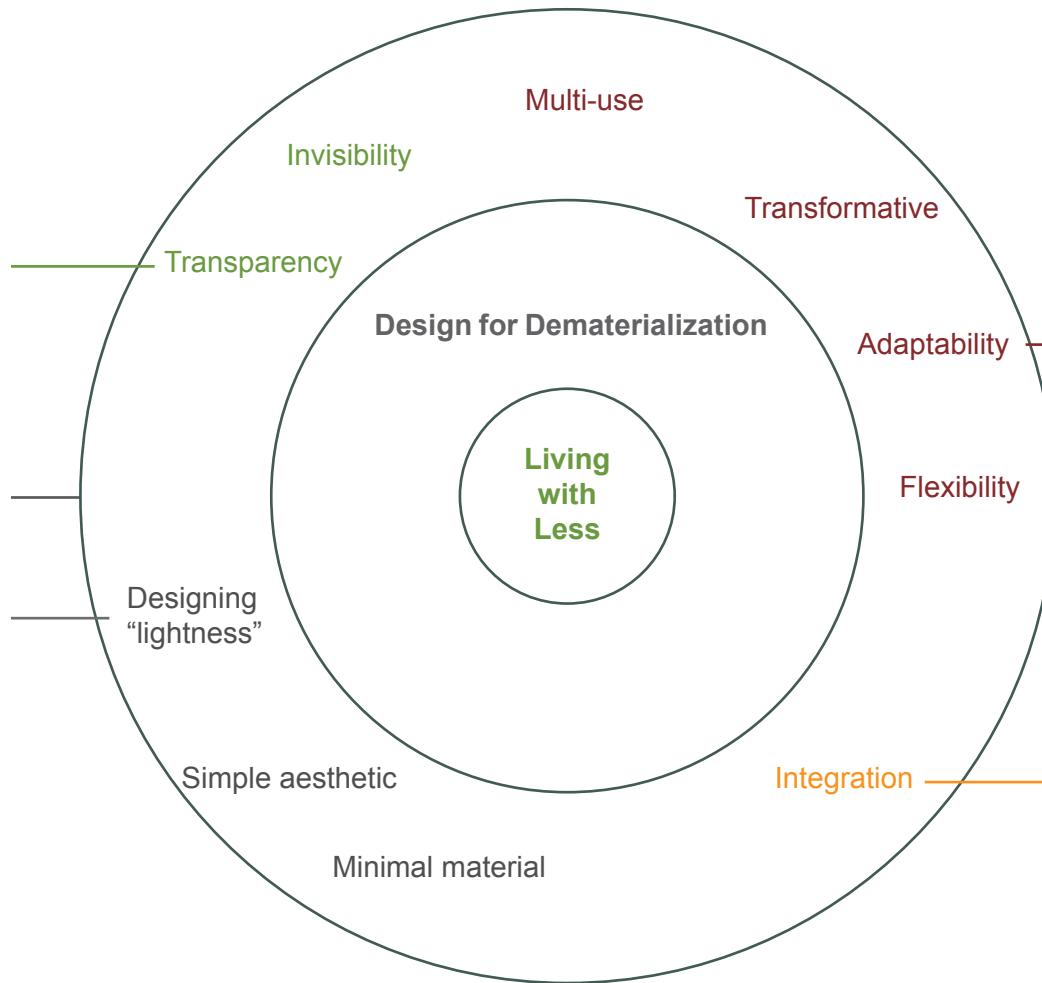 Multi-use
Invisibility
Transformative
Transparency
Design for Dematerialization
Adaptability
Living
with
Less
Flexibility
Designing
“lightness”
Simple aesthetic
Integration
Minimal material